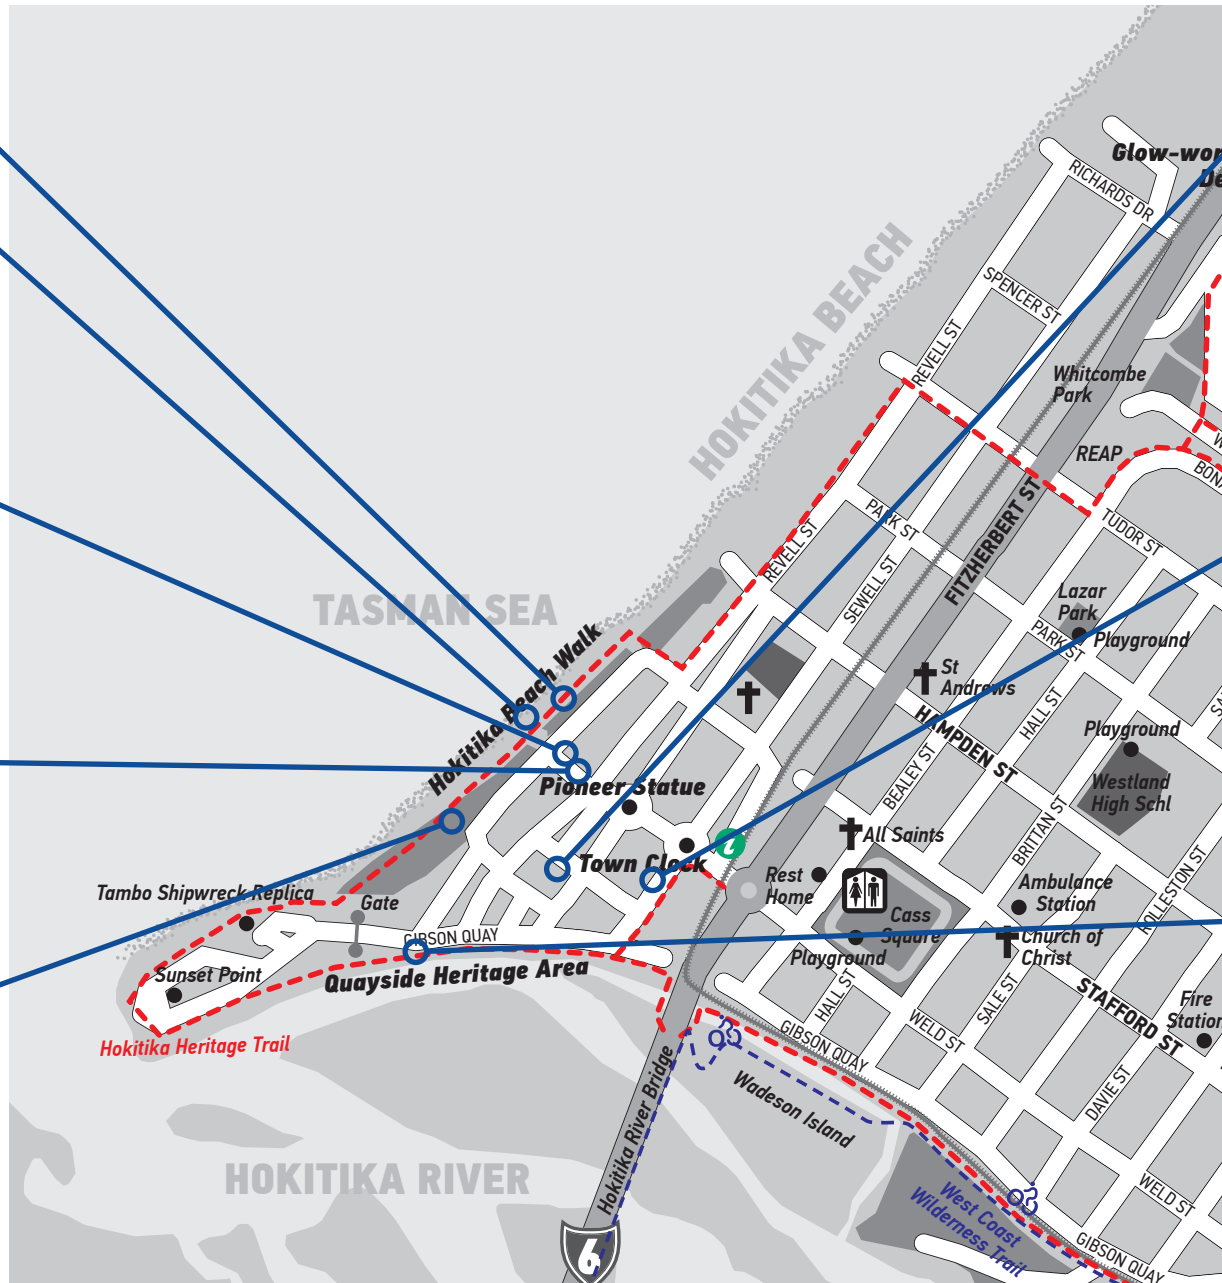 Glow-wor
De
RICHARDS DR
HOKITIKA BEACH
SPENCER ST
REVELL ST
Whitcombe
Park
REAP
W
BONA
FITZHERBERT ST
PARK ST
TUDOR ST
REVELL ST
SEWELL ST
TASMAN SEA
Lazar
Park
Playground
PARK ST
Hokitika Beach Walk
St
Andrews
HALL ST
SA
HAMPDEN ST
Playground
Westland
High Schl
Pioneer Statue
BEALEY ST
BRITTAN ST
i
All Saints
Town Clock
Rest
Home
ROLLESTON ST
Ambulance
Station
Tambo Shipwreck Replica
Gate
Cass
Square
GIBSON QUAY
Church of
Christ
Playground
Quayside Heritage Area
Sunset Point
HALL ST
SALE ST
STAFFORD ST
Fire
Station
Hokitika Heritage Trail
GIBSON QUAY
WELD ST
Hokitika River Bridge
Wadeson Island
DAVIE ST
HOKITIKA RIVER
West Coast
Wilderness Trail
WELD ST
GIBSON QUAY
6